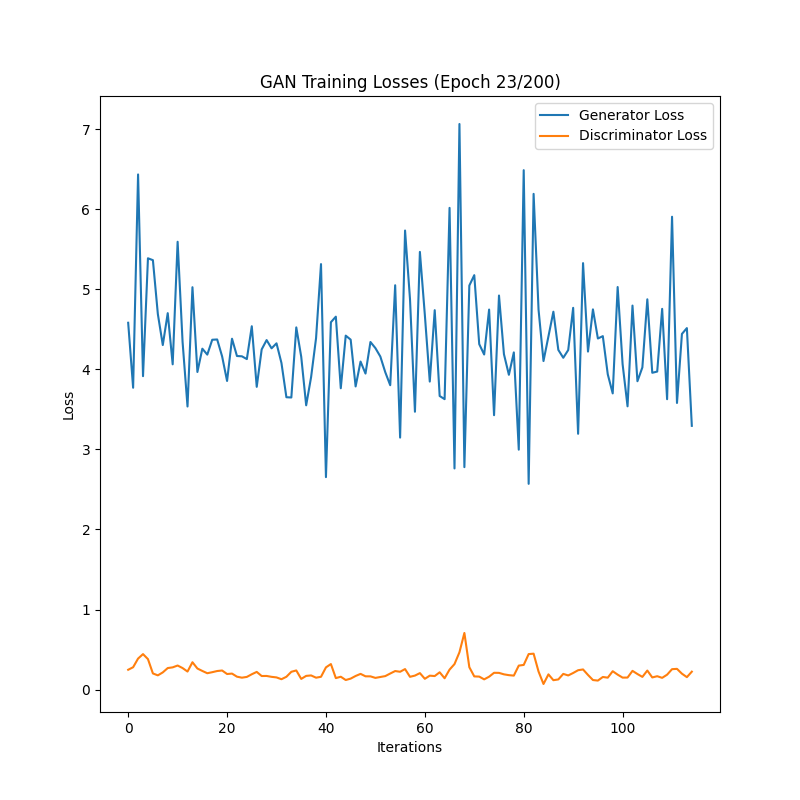 GAN Training Losses (Epoch 23/200)
Generator Loss
Discriminator Loss
7
6
5
4
3
2
1
0
Loss
0 20 40 60 80 100
Iterations